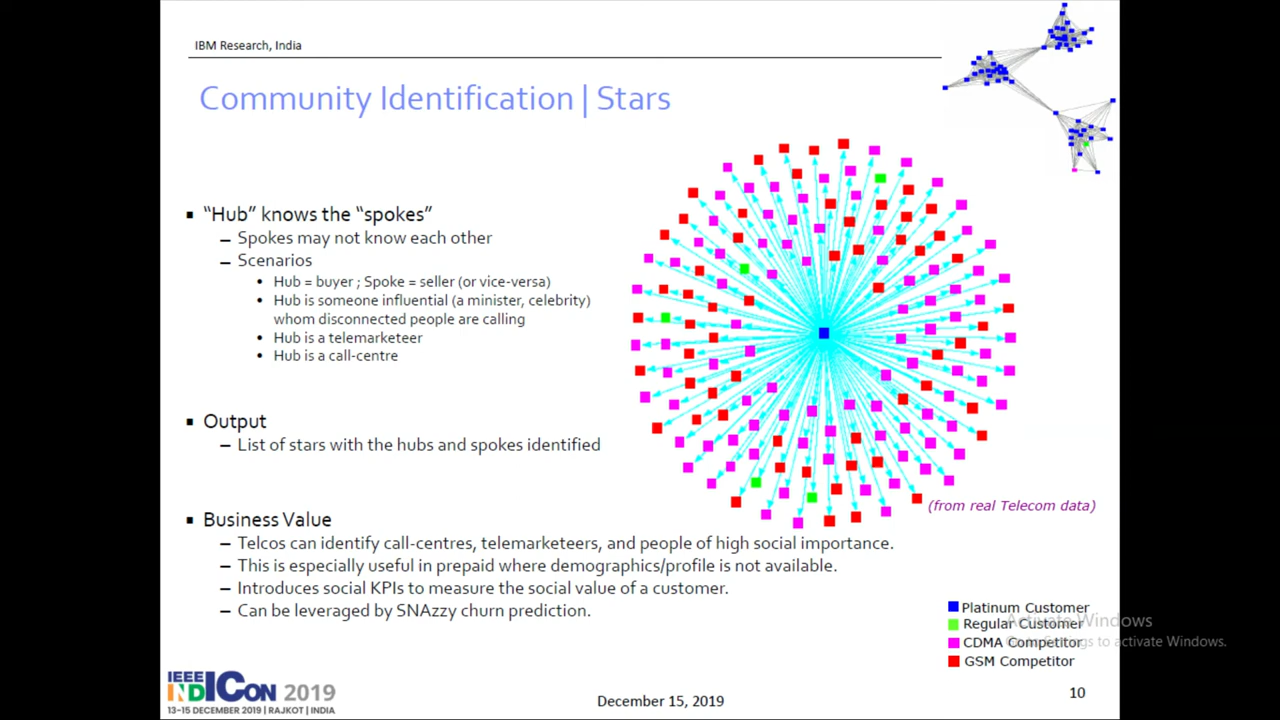 IBM Research, India
Community Identification | Stars
▪ “Hub” knows the “spokes”
– Spokes may not know each other
– Scenarios
• Hub = buyer ; Spoke = seller (or vice-versa)
• Hub is someone influential (a minister, celebrity)
whom disconnected people are calling
• Hub is a telemarketeer
• Hub is a call-centre
▪ Output
– List of stars with the hubs and spokes identified
(from real Telecom data)
▪ Business Value
– Telcos can identify call-centres, telemarketeers, and people of high social importance.
– This is especially useful in prepaid where demographics/profile is not available.
– Introduces social KPIs to measure the social value of a customer.
– Can be leveraged by SNAzzy churn prediction.
Platinum Customer
Regular Customer
CDMA Competitor
GSM Competitor
Activate Windows
Go to Settings to activate Windows.
IEEE INDICon 2019
13-15 DECEMBER 2019 | RAJKOT | INDIA
December 15, 2019
10